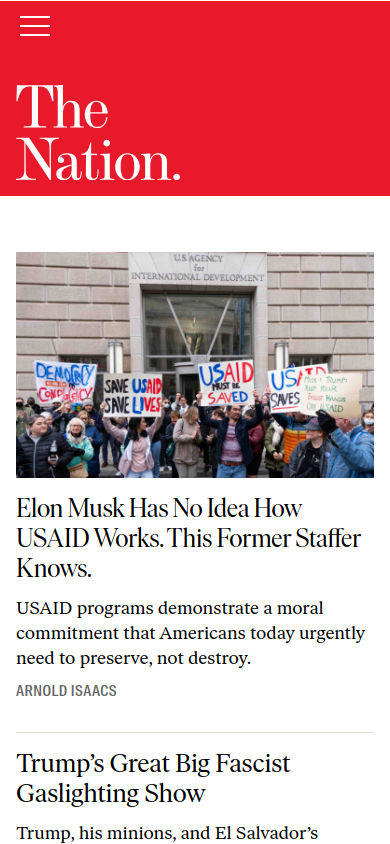 The
Nation.
U.S. AGENCY
for
INTERNATIONAL DEVELOPMENT
DEMOCRACY
SAVE USAID
SAVE LIVES
USAID
MUST BE
SAVED
USAID
SAVES
Elon Musk Has No Idea How
USAID Works. This Former Staffer
Knows.
USAID programs demonstrate a moral
commitment that Americans today urgently
need to preserve, not destroy.
ARNOLD ISAACS
Trump’s Great Big Fascist
Gaslighting Show
Trump, his minions, and El Salvador’s